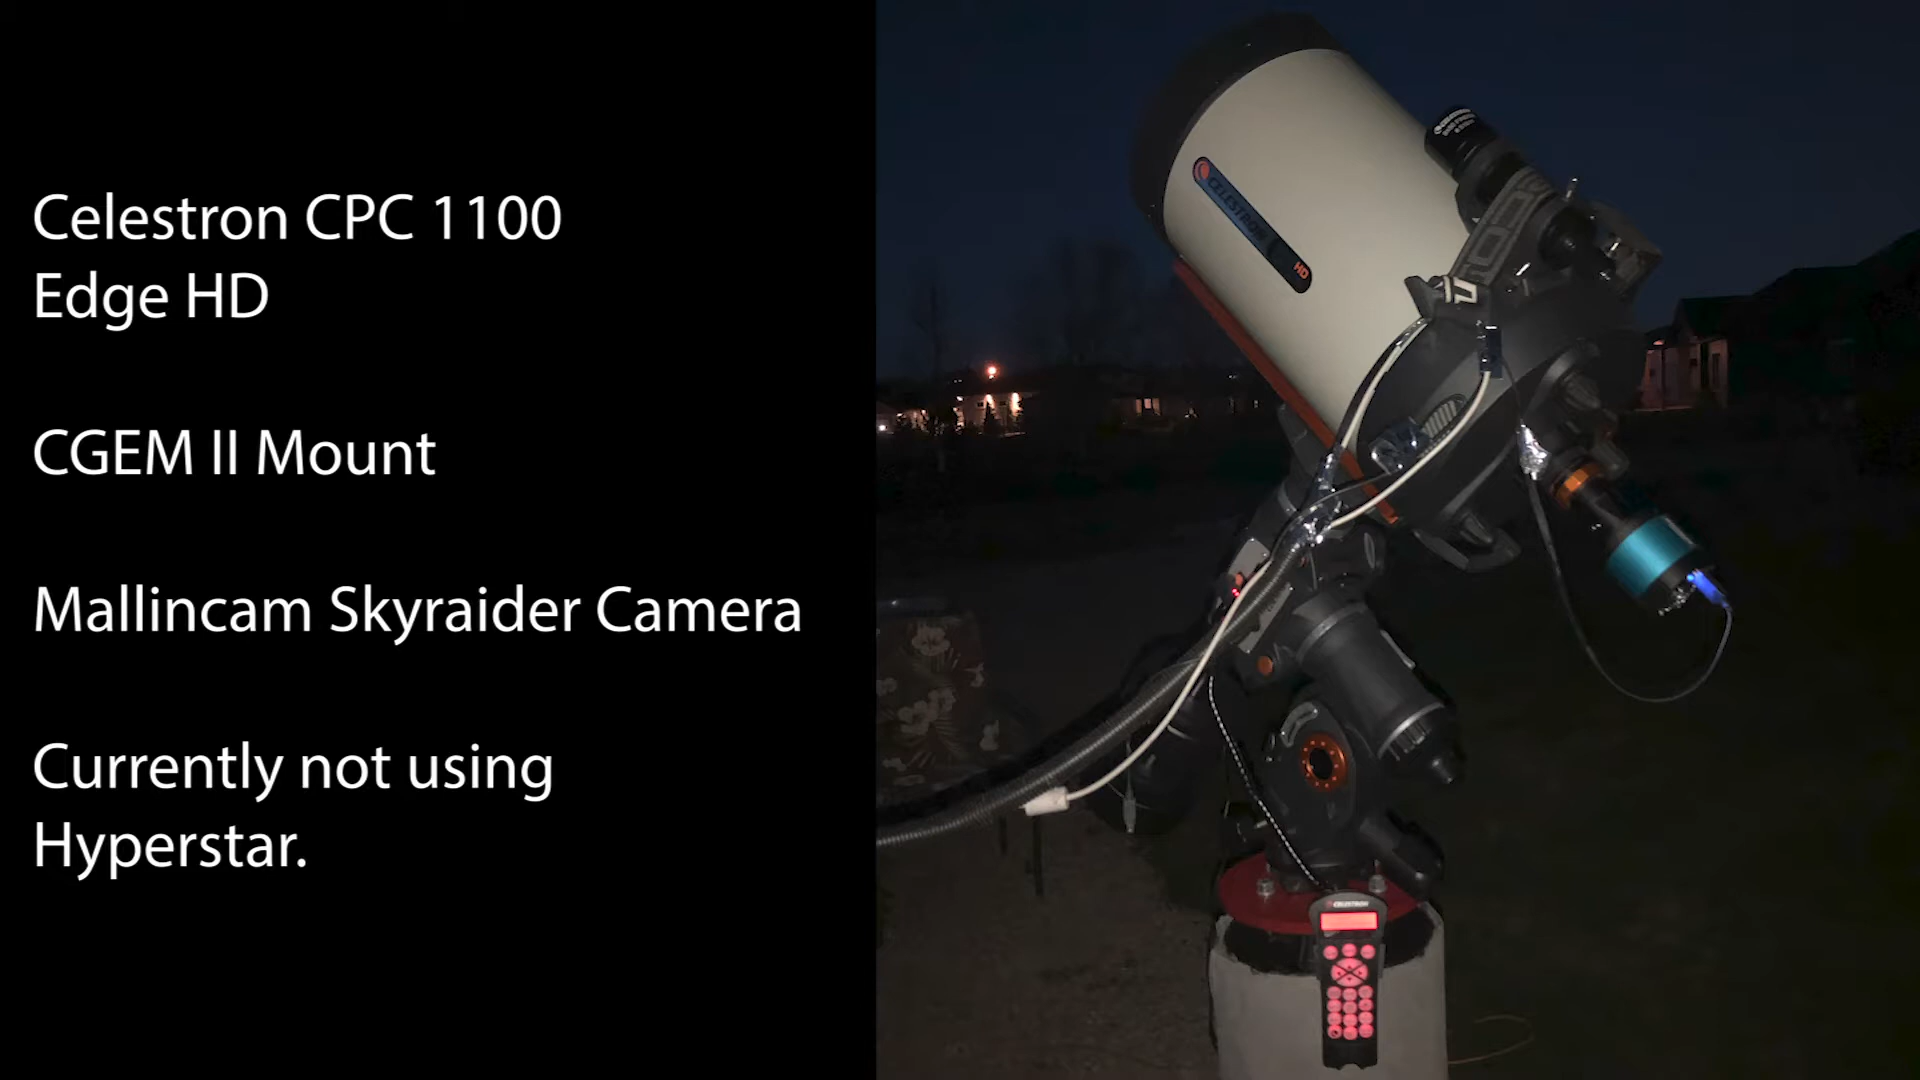 Celestron CPC 1100
Edge HD
CGEM II Mount
Mallincam Skyraider Camera
Currently not using
Hyperstar.
CELESTRON
HD
CELESTRON